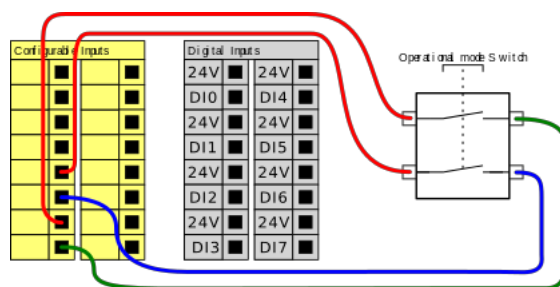 Configurable Inputs
Digital Inputs
Operational mode Switch
24V 24V
DI0 DI4
24V 24V
DI1 DI5
24V 24V
DI2 DI6
24V 24V
DI3 DI7